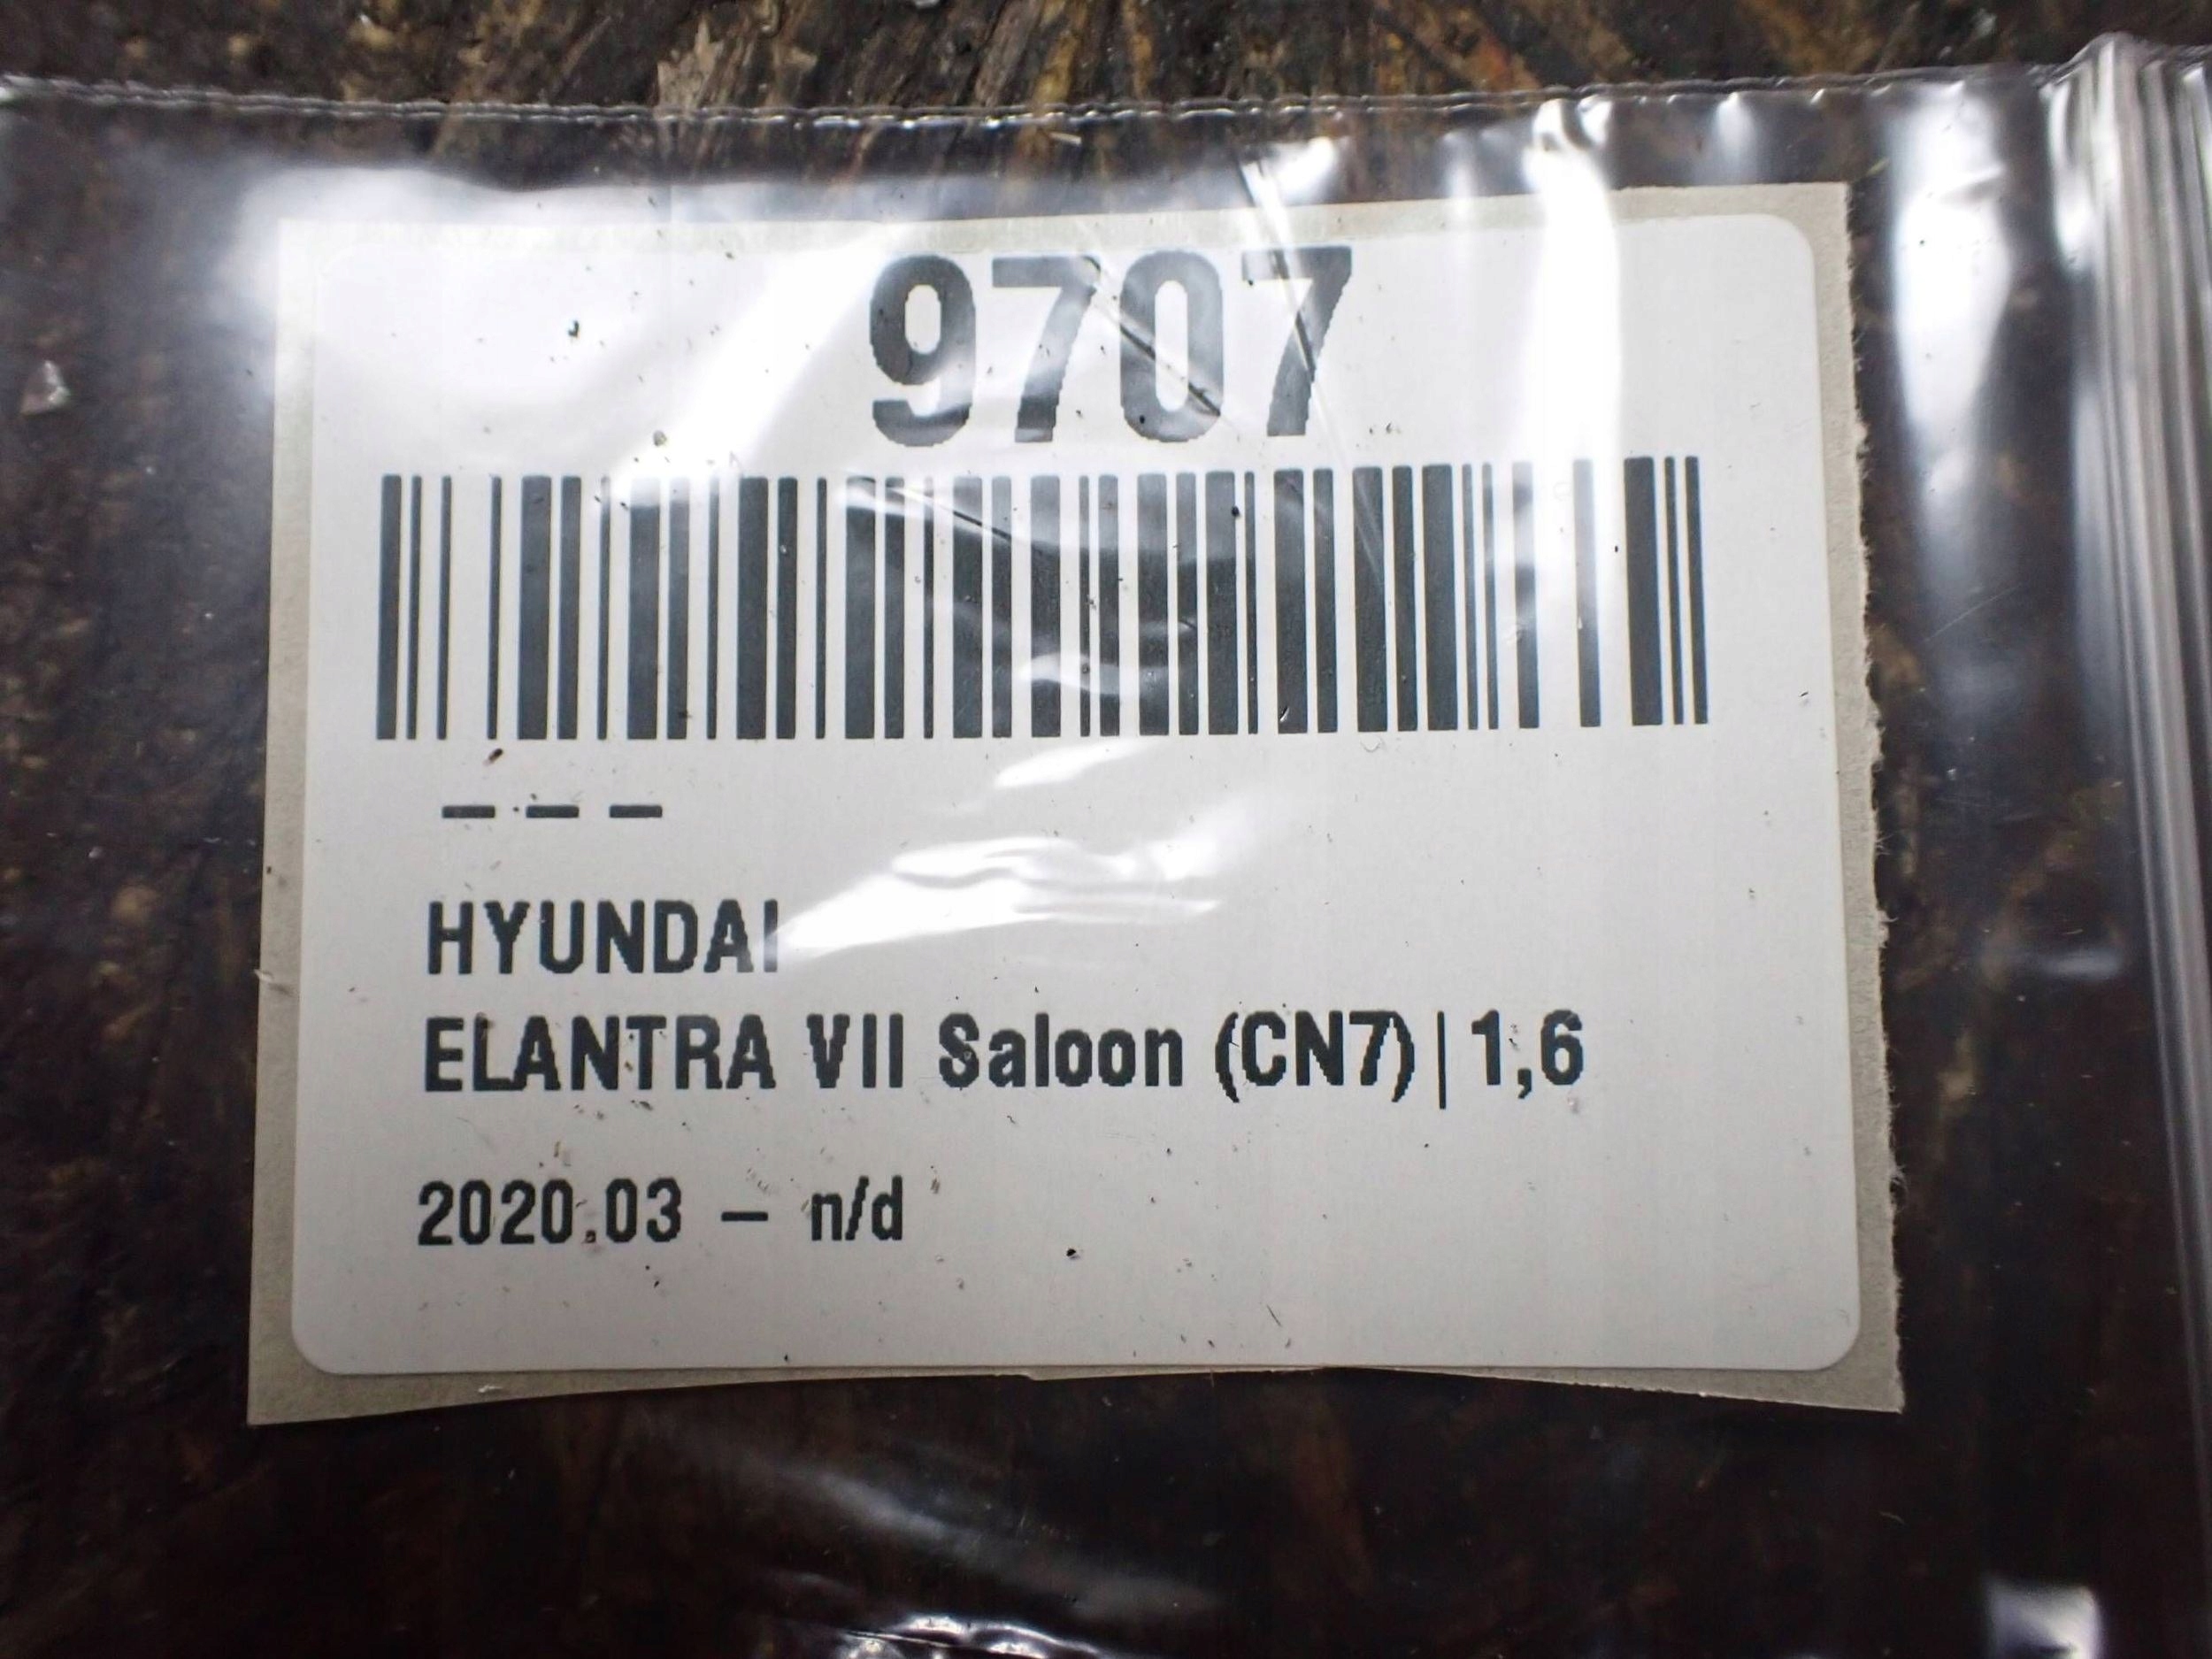 9707
– – –
HYUNDAI
ELANTRA VII Saloon (CN7)|1,6
2020.03 – n/d